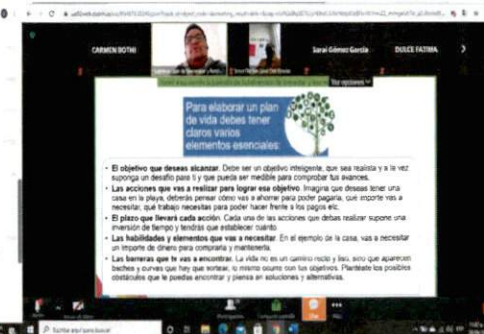 CARMEN BOTHI
Sarai Gómez García
DULCE FATIMA
Ver opciones
Para elaborar un plan
de vida debes tener
claros varios
elementos esenciales:
• El objetivo que deseas alcanzar. Debe ser un objetivo inteligente, que sea realista y a la vez
suponga un desafío para ti y que pueda ser medible para comprobar tus avances.
• Las acciones que vas a realizar para lograr ese objetivo. Imagina que deseas tener una
casa en la playa, deberás pensar cómo vas a ahorrar para poder pagarla, qué importe vas a
necesitar, qué trabajo necesitas para poder hacer frente a los pagos etc.
• El plazo que llevará cada acción. Cada una de las acciones que debas realizar supone una
inversión de tiempo y tendrás que establecer cuánto.
• Las habilidades y elementos que vas a necesitar. En el ejemplo de la casa, vas a necesitar
un importe de dinero para comprarla y mantenerla.
• Las barreras que te vas a encontrar. La vida no es un camino recto y liso, sino que aparecen
baches y curvas que hay que sortear, lo mismo ocurre con tus objetivos. Plantéate los posibles
obstáculos que te puedas encontrar y piensa en soluciones y alternativas.
Escribe aquí para buscar